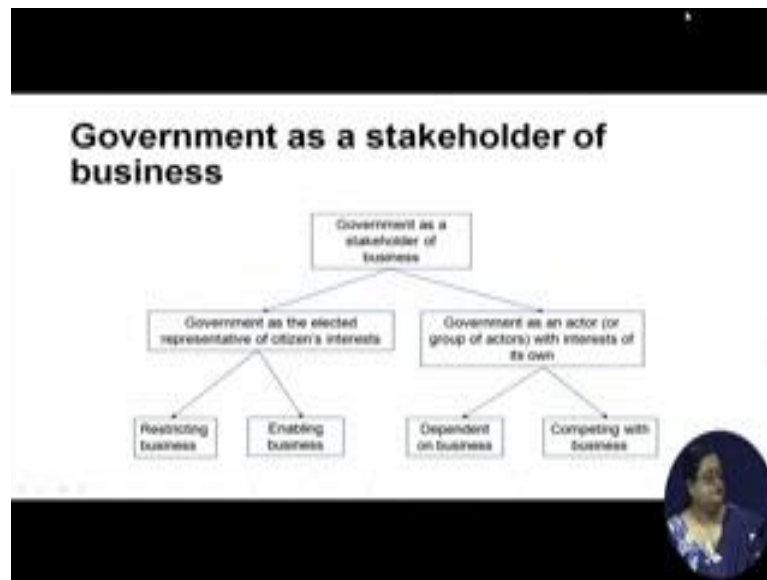 Government as a stakeholder of
business
Government as a
stakeholder of
business
Government as the elected
representative of citizen's interests
Government as an actor (or
group of actors) with interests of
its own
Restricting
business
Enabling
business
Dependent
on business
Competing with
business